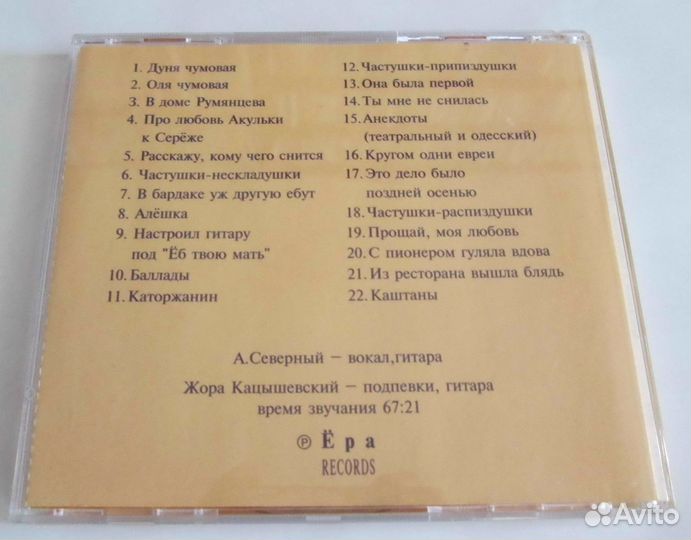 1. Дуня чумовая
2. Оля чумовая
3. В доме Румянцева
4. Про любовь Акульки
к Серёже
5. Расскажу, кому чего снится
6. Частушки-нескладушки
7. В бардаке уж другую ебут
8. Алёшка
9. Настроил гитару
под "Ёб твою мать"
10. Баллады
11. Каторжанин
12. Частушки-припиздушки
13. Она была первой
14. Ты мне не снилась
15. Анекдоты
(театральный и одесский)
16. Кругом одни евреи
17. Это дело было
поздней осенью
18. Частушки-распиздушки
19. Прощай, моя любовь
20. С пионером гуляла вдова
21. Из ресторана вышла блядь
22. Каштаны
А.Северный – вокал,гитара
Жора Кацышевский – подпевки, гитара
время звучания 67:21
℗ Ёра
RECORDS
Avito